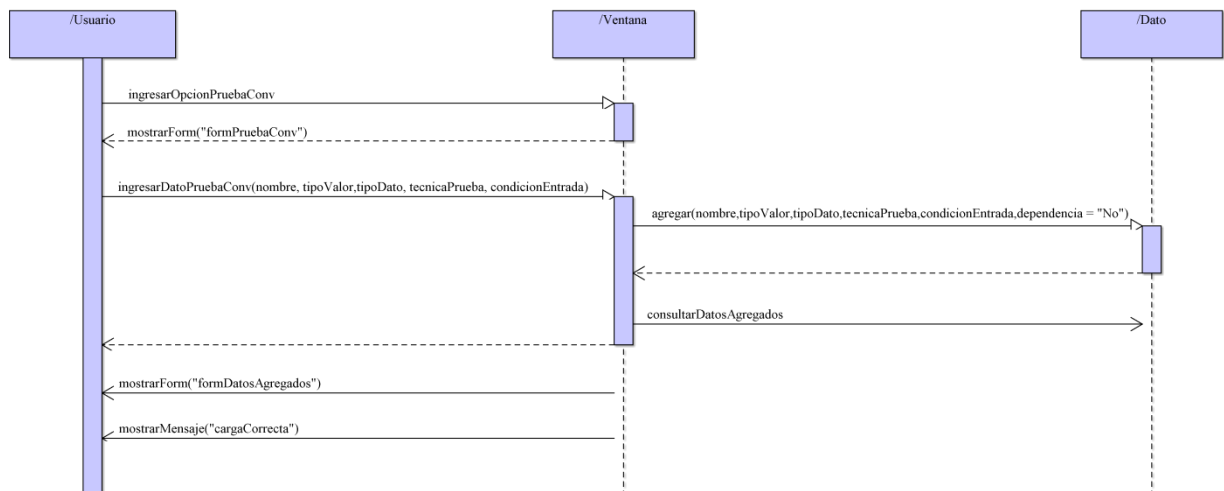 /Usuario
/Ventana
/Dato
ingresarOpcionPruebaConv
mostrarForm("formPruebaConv")
ingresarDatoPruebaConv(nombre, tipoValor,tipoDato, tecnicaPrueba, condicionEntrada)
agregar(nombre,tipoValor,tipoDato,tecnicaPrueba,condicionEntrada,dependencia = "No")
consultarDatosAgregados
mostrarForm("formDatosAgregados")
mostrarMensaje("cargaCorrecta")